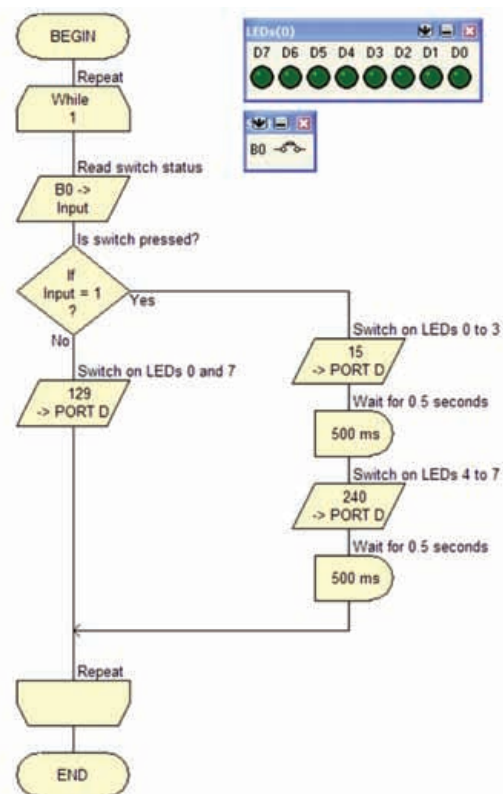 BEGIN
Repeat
While
1
Read switch status
B0 ->
Input
Is switch pressed?
If
Input = 1
?
Yes
No
Switch on LEDs 0 and 7
129
-> PORT D
Switch on LEDs 0 to 3
15
-> PORT D
Wait for 0.5 seconds
500 ms
Switch on LEDs 4 to 7
240
-> PORT D
Wait for 0.5 seconds
500 ms
Repeat
END
LEDs(0)
D7 D6 D5 D4 D3 D2 D1 D0
B0